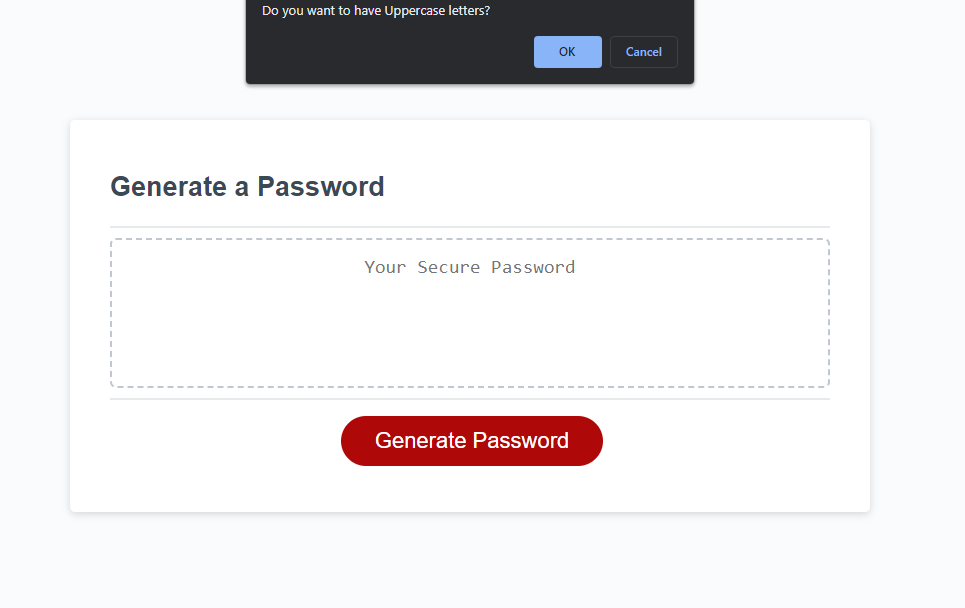 Do you want to have Uppercase letters?
OK
Cancel
Generate a Password
Your Secure Password
Generate Password